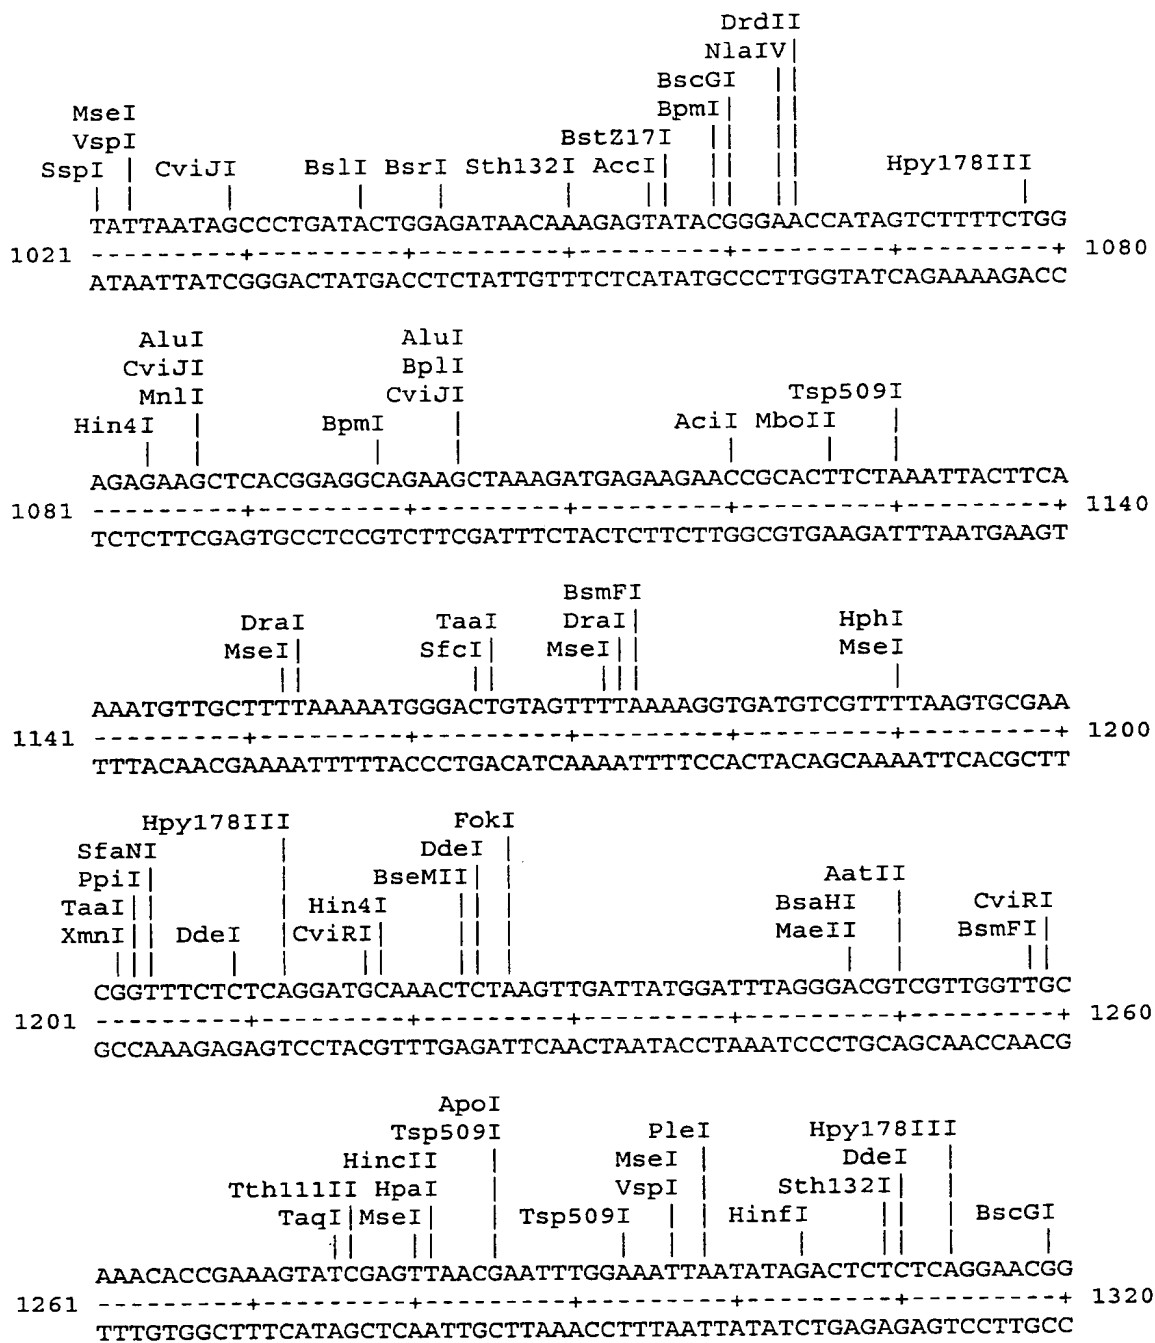 DrdII
NlaIV
BscGI
MseI BpmI
VspI BstZ17I
SspI CviJI BslI BsrI Sth132I AccI Hpy178III
TATTAATAGCCCTGATACTGGAGATAACAAAGAGTATACGGGAACCATAGTCTTTTCTGG
1021 ---------+---------+---------+---------+---------+---------+ 1080
ATAATTATCGGGACTATGACCTCTATTGTTTCTCATATGCCCTTGGTATCAGAAAAGACC
AluI AluI
CviJI BplI
MnlI CviJI Tsp509I
Hin4I BpmI AciI MboII
AGAGAAGCTCACGGAGGCAGAAGCTAAAGATGAGAAGAACCGCACTTCTAAATTACTTCA
1081 ---------+---------+---------+---------+---------+---------+ 1140
TCTCTTCGAGTGCCTCCGTCTTCGATTTCTACTCTTCTTGGCGTGAAGATTTAATGAAGT
BsmFI
DraI TaaI DraI HphI
MseI SfcI MseI MseI
AAATGTTGCTTTTAAAAATGGGACTGTAGTTTTAAAAGGTGATGTCGTTTTAAGTGCGAA
1141 ---------+---------+---------+---------+---------+---------+ 1200
TTTACAACGAAAATTTTTACCCTGACATCAAAATTTTCCACTACAGCAAAATTCACGCTT
Hpy178III FokI
SfaNI DdeI
PpiI BseMII AatII
TaaI Hin4I BsaHI CviRI
XmnI DdeI CviRI MaeII BsmFI
CGGTTTCTCTCAGGATGCAAACTCTAAGTTGATTATGGATTTAGGGACGTCGTTGGTTGC
1201 ---------+---------+---------+---------+---------+---------+ 1260
GCCAAAGAGAGTCCTACGTTTGAGATTCAACTAATACCTAAATCCCTGCAGCAACCAACG
ApoI
Tsp509I PleI Hpy178III
HincII MseI DdeI
Tth111II HpaI VspI Sth132I
TaqI MseI Tsp509I HinfI BscGI
AAACACCGAAAGTATCGAGTTAACGAATTTGGAAATTAATATAGACTCTCTCAGGAACGG
1261 ---------+---------+---------+---------+---------+---------+ 1320
TTTGTGGCTTTCATAGCTCAATTGCTTAAACCTTTAATTATATCTGAGAGAGTCCTTGCC